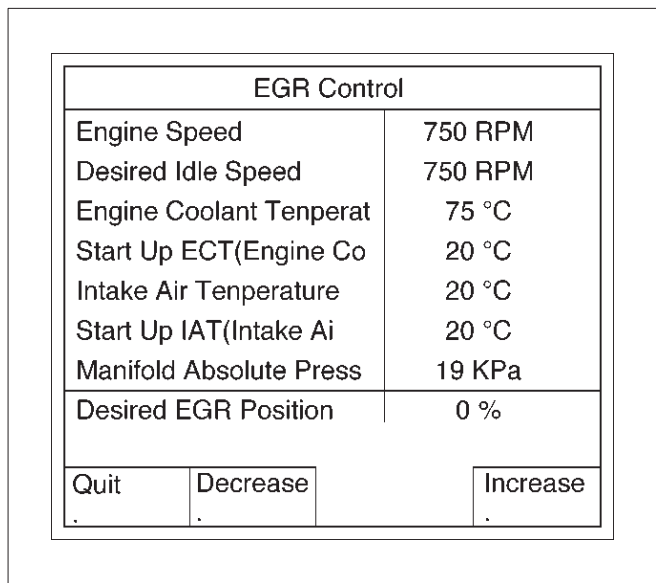 EGR Control
Engine Speed 750 RPM
Desired Idle Speed 750 RPM
Engine Coolant Tenperat 75 °C
Start Up ECT(Engine Co 20 °C
Intake Air Tenperature 20 °C
Start Up IAT(Intake Ai 20 °C
Manifold Absolute Press 19 KPa
Desired EGR Position 0 %
Quit Decrease Increase
. . .